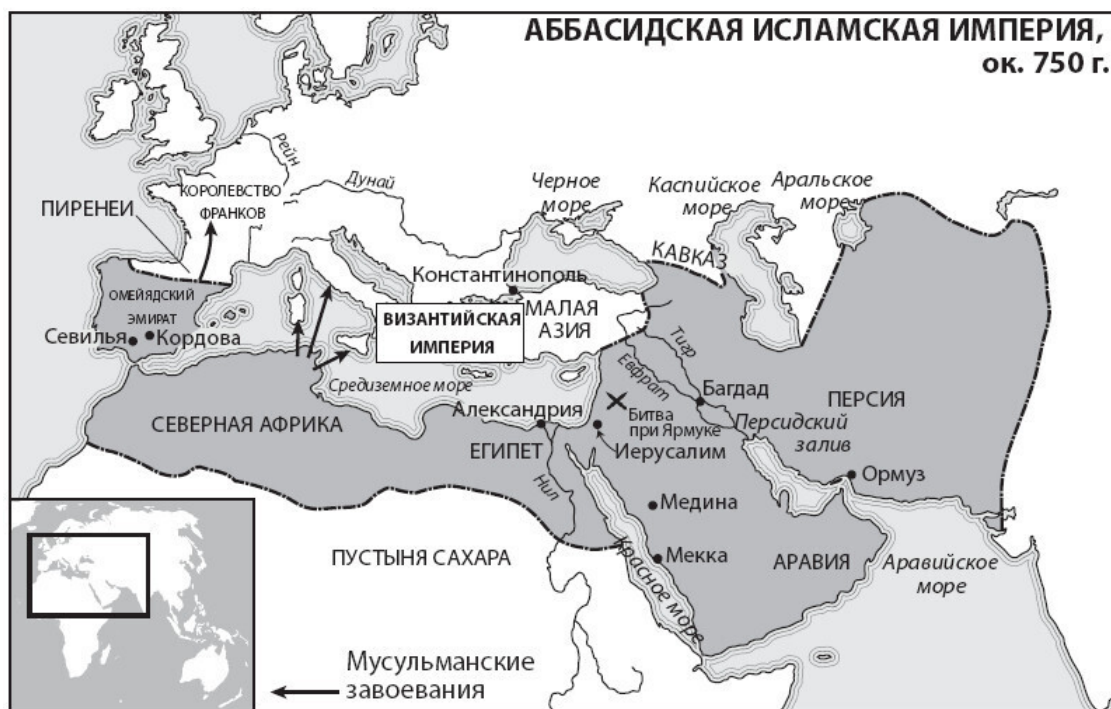 АББАСИДСКАЯ ИСЛАМСКАЯ ИМПЕРИЯ,
ок. 750 г.
Рейн
КОРОЛЕВСТВО
ФРАНКОВ
Дунай
Черное
море
Каспийское
море
Аральское
море
ПИРЕНЕИ
КАВКАЗ
ОМЕЙЯДСКИЙ
ЭМИРАТ
Константинополь
МАЛАЯ
АЗИЯ
ВИЗАНТИЙСКАЯ
ИМПЕРИЯ
Севилья
Кордова
Тигр
Евфрат
Средиземное море
Багдад
ПЕРСИЯ
СЕВЕРНАЯ АФРИКА
Александрия
Битва
при Ярмуке
Персидский
залив
ЕГИПЕТ
Иерусалим
Ормуз
Нил
Медина
ПУСТЫНЯ САХАРА
Мекка
АРАВИЯ
Аравийское
море
Красное море
Мусульманские
завоевания